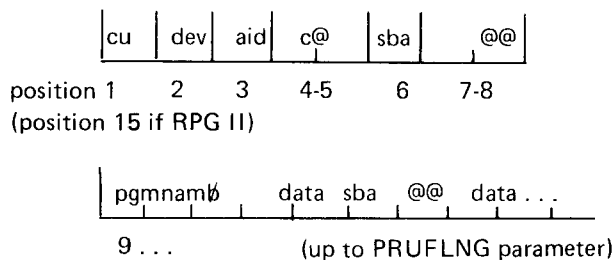 cu dev. aid c@ sba @@
position 1 2 3 4-5 6 7-8
(position 15 if RPG II)
pgmnamƀ data sba @@ data...
9... (up to PRUFLNG parameter)